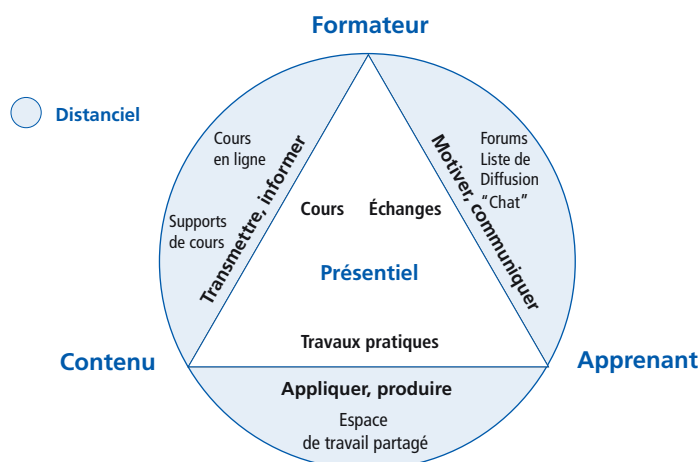 Formateur
Distanciel
Cours
en ligne
Transmettre, informer
Supports
de cours
Forums
Liste de
Diffusion
“Chat”
Motiver, communiquer
Cours
Échanges
Présentiel
Travaux pratiques
Contenu
Apprenant
Appliquer, produire
Espace
de travail partagé